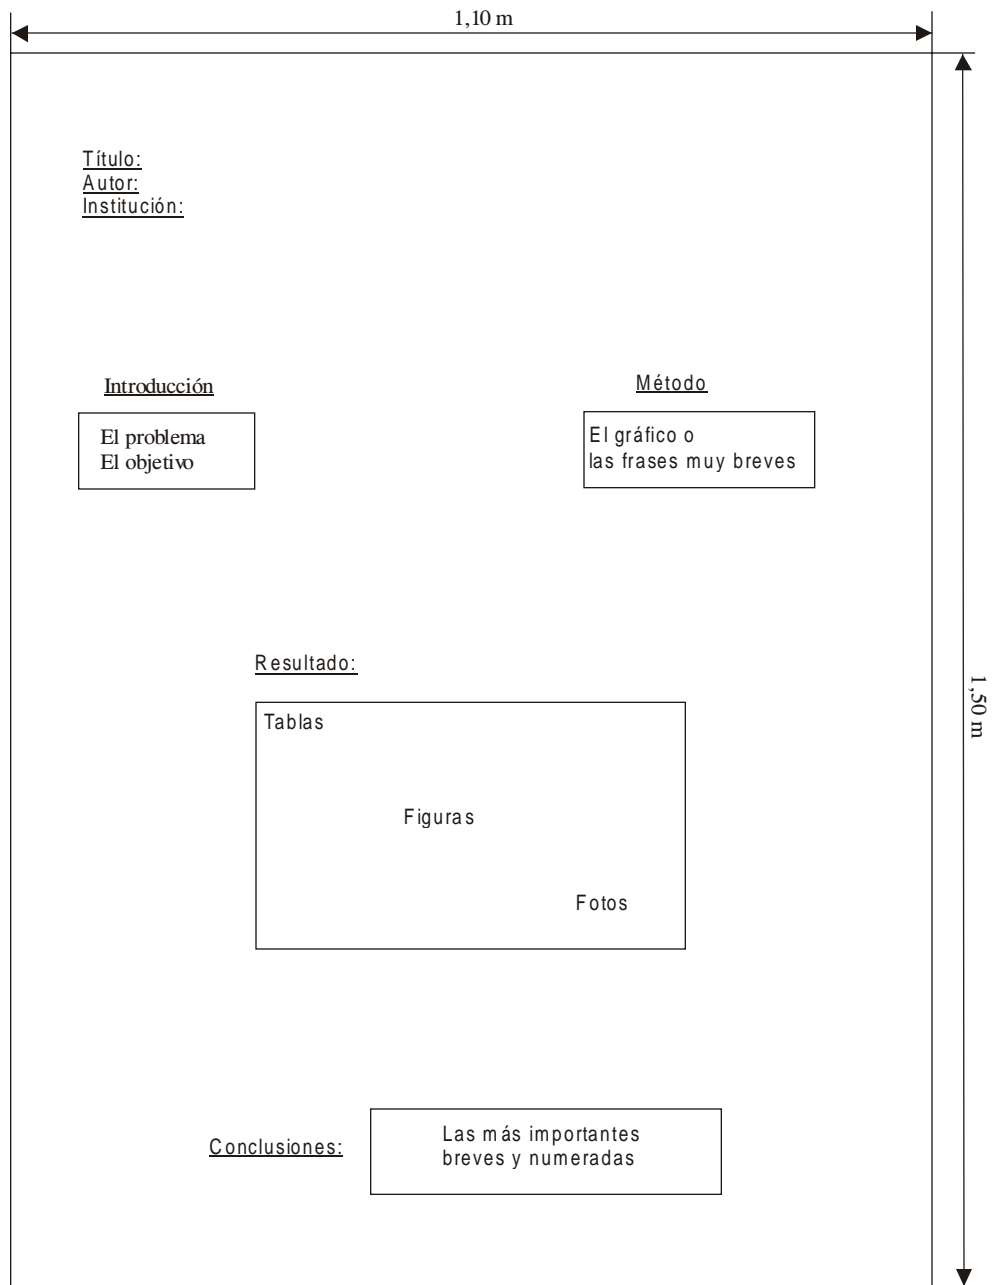 1,10 m
Título:
Autor:
Institución:
Introducción
Método
El problema
El objetivo
El gráfico o
las frases muy breves
Resultado:
1,50 m
Tablas
Figuras
Fotos
Conclusiones:
Las más importantes
breves y numeradas